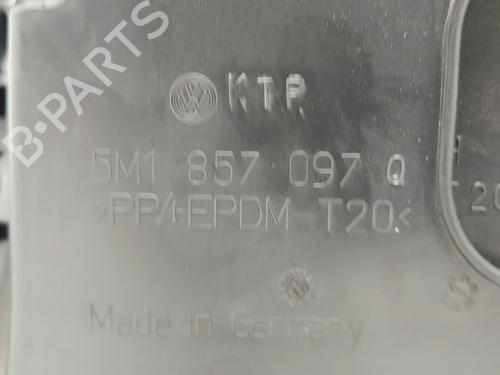 B-PARTS
KTP
5M1 857 097 Q
>PP/EPDM-T20<
Made in Germany